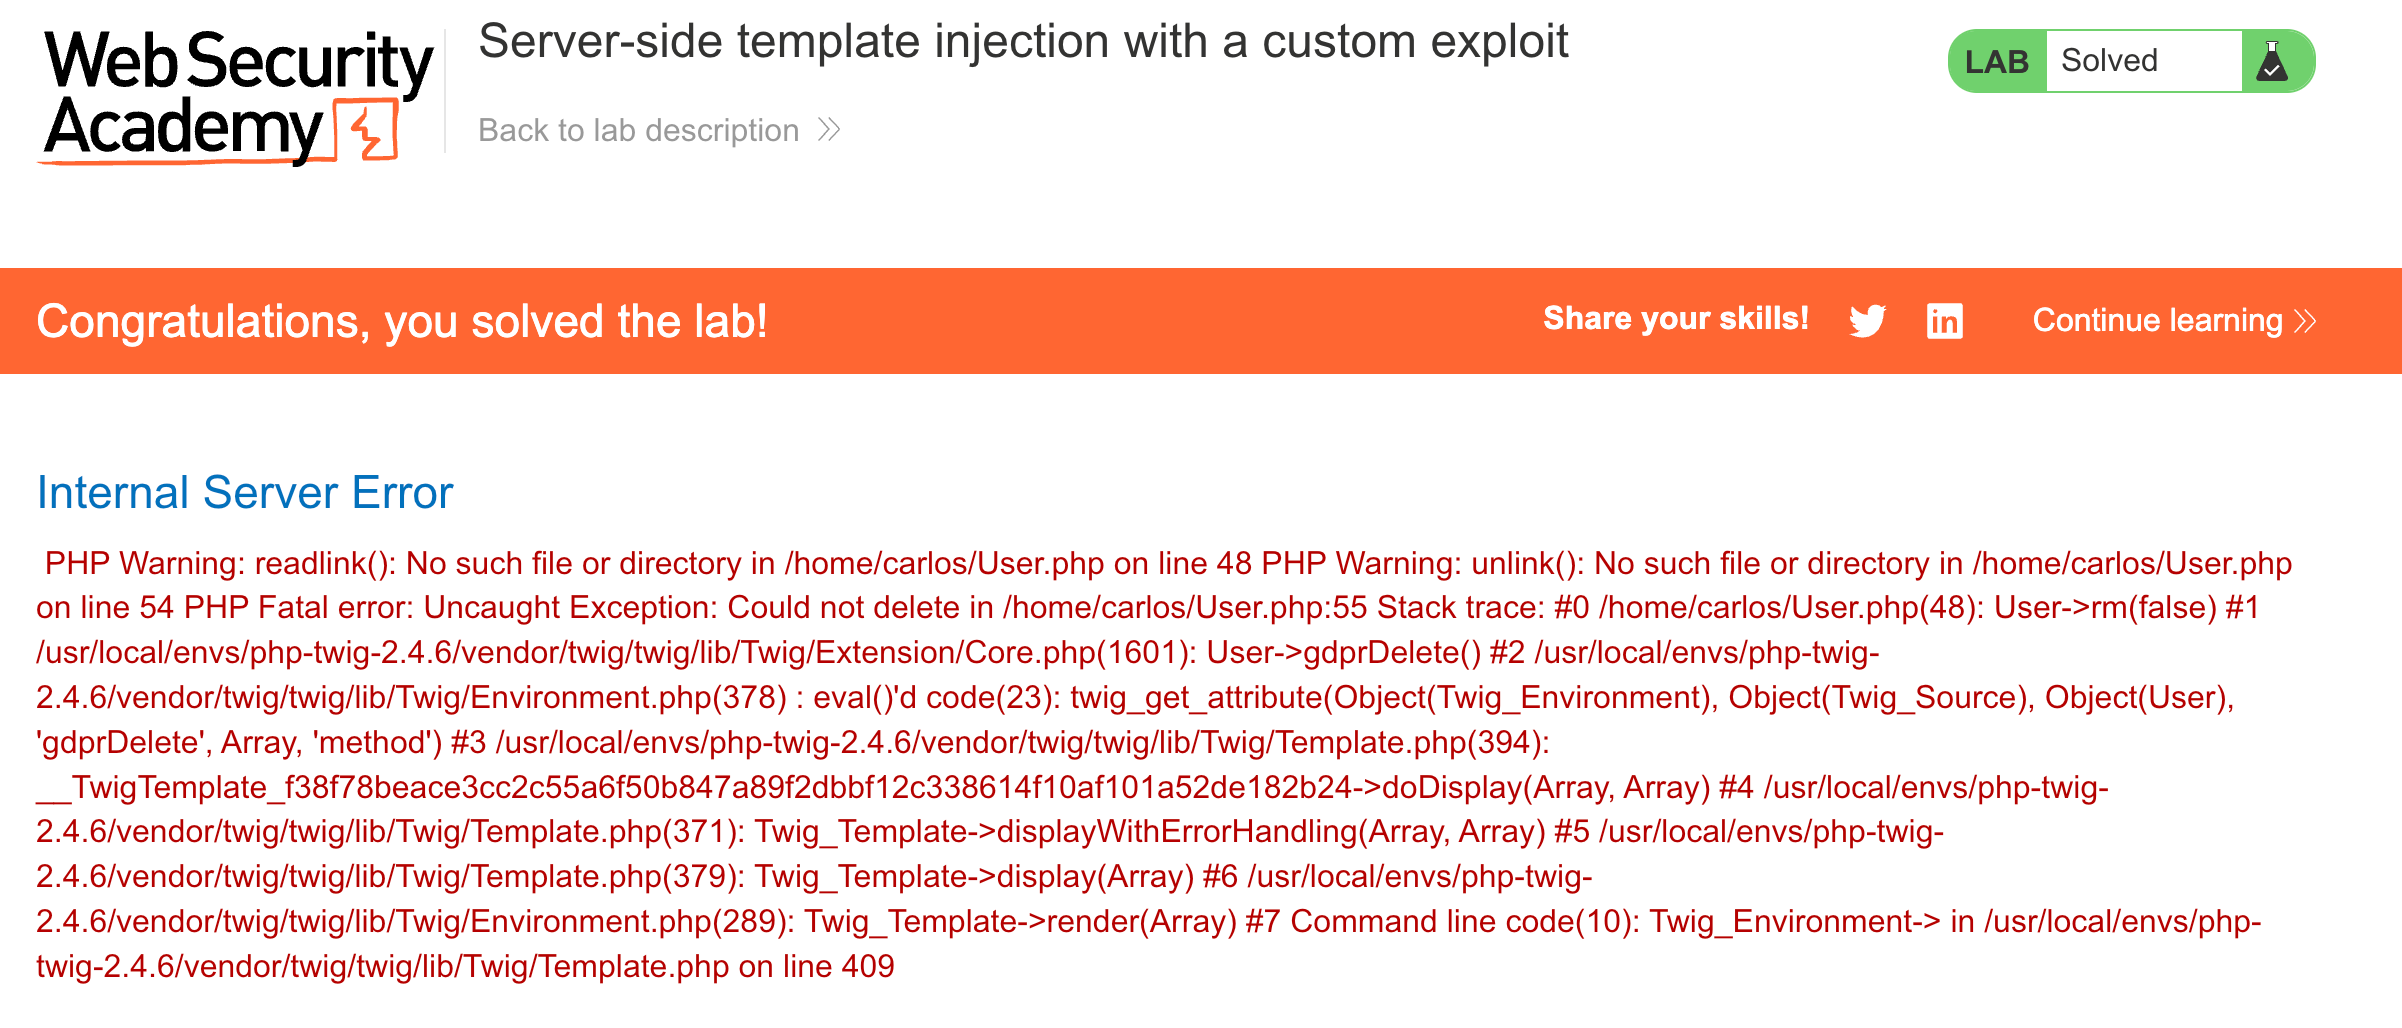 Web Security
Academy
Server-side template injection with a custom exploit
Back to lab description
LAB Solved
Congratulations, you solved the lab!
Share your skills!
Continue learning
Internal Server Error
PHP Warning: readlink(): No such file or directory in /home/carlos/User.php on line 48 PHP Warning: unlink(): No such file or directory in /home/carlos/User.php
on line 54 PHP Fatal error: Uncaught Exception: Could not delete in /home/carlos/User.php:55 Stack trace: #0 /home/carlos/User.php(48): User->rm(false) #1
/usr/local/envs/php-twig-2.4.6/vendor/twig/twig/lib/Twig/Extension/Core.php(1601): User->gdprDelete() #2 /usr/local/envs/php-twig-
2.4.6/vendor/twig/twig/lib/Twig/Environment.php(378) : eval()'d code(23): twig_get_attribute(Object(Twig_Environment), Object(Twig_Source), Object(User),
'gdprDelete', Array, 'method') #3 /usr/local/envs/php-twig-2.4.6/vendor/twig/twig/lib/Twig/Template.php(394):
__TwigTemplate_f38f78beace3cc2c55a6f50b847a89f2dbbf12c338614f10af101a52de182b24->doDisplay(Array, Array) #4 /usr/local/envs/php-twig-
2.4.6/vendor/twig/twig/lib/Twig/Template.php(371): Twig_Template->displayWithErrorHandling(Array, Array) #5 /usr/local/envs/php-twig-
2.4.6/vendor/twig/twig/lib/Twig/Template.php(379): Twig_Template->display(Array) #6 /usr/local/envs/php-twig-
2.4.6/vendor/twig/twig/lib/Twig/Environment.php(289): Twig_Template->render(Array) #7 Command line code(10): Twig_Environment-> in /usr/local/envs/php-
twig-2.4.6/vendor/twig/twig/lib/Twig/Template.php on line 409